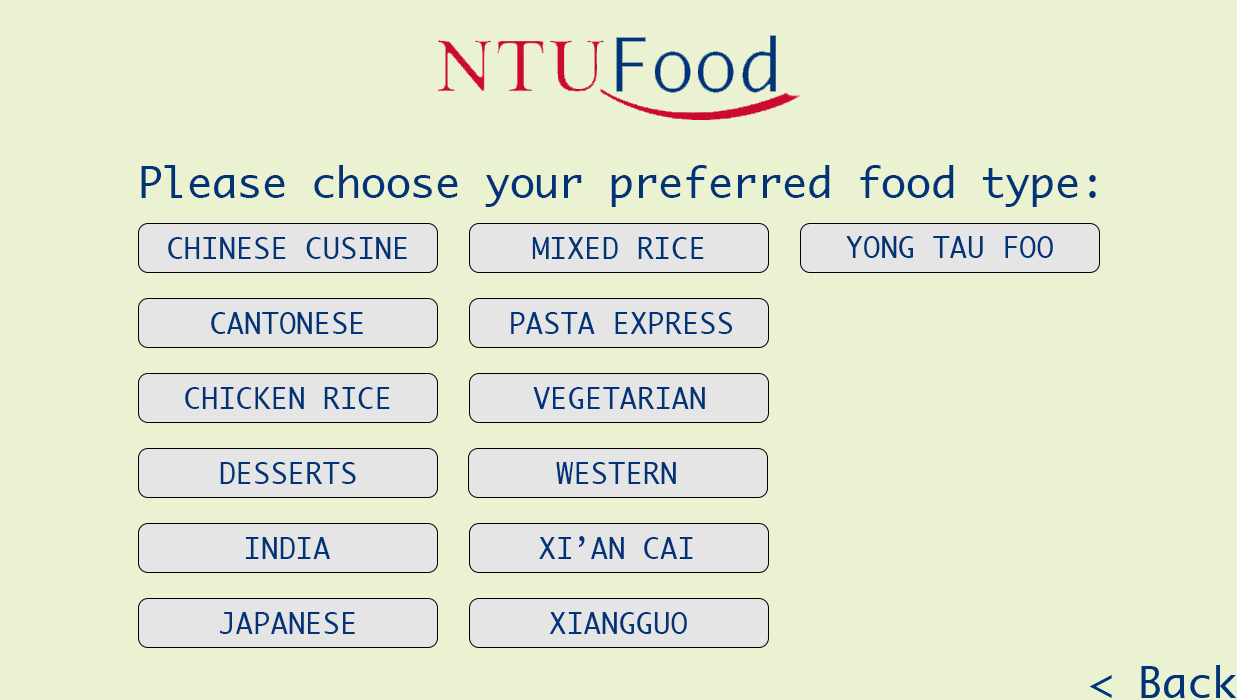 NTUFood
Please choose your preferred food type:
CHINESE CUSINE
MIXED RICE
YONG TAU FOO
CANTONESE
PASTA EXPRESS
CHICKEN RICE
VEGETARIAN
DESSERTS
WESTERN
INDIA
XI’AN CAI
JAPANESE
XIANGGUO
< Back